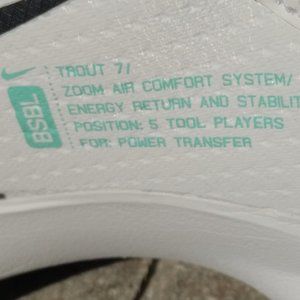 TROUT 7/
ZOOM AIR COMFORT SYSTEM/
ENERGY RETURN AND STABILIT
POSITION: 5 TOOL PLAYERS
FOR: POWER TRANSFER
BSBL